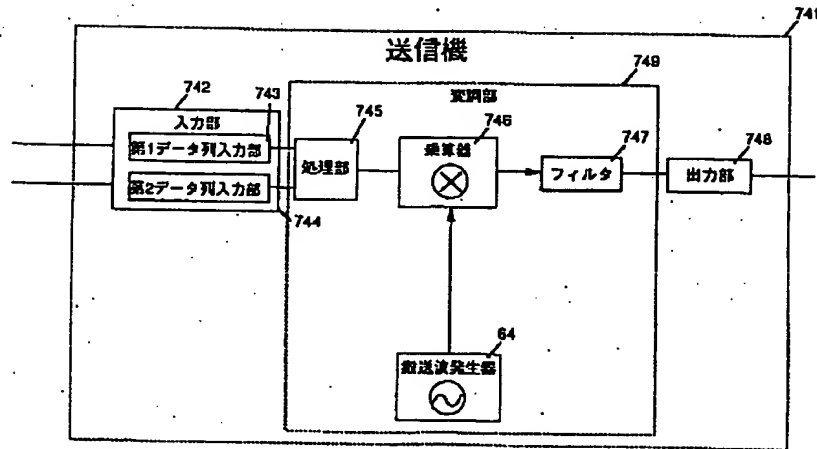 741
送信機
749
742
743
変調部
入力部
745
746
第1データ列入力部
処理部
乗算器
747
748
フィルタ
出力部
第2データ列入力部
744
64
搬送波発生器